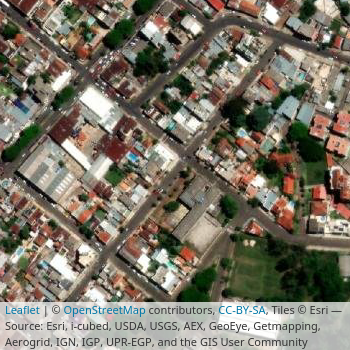 Leaflet | © OpenStreetMap contributors, CC-BY-SA, Tiles © Esri —
Source: Esri, i-cubed, USDA, USGS, AEX, GeoEye, Getmapping,
Aerogrid, IGN, IGP, UPR-EGP, and the GIS User Community